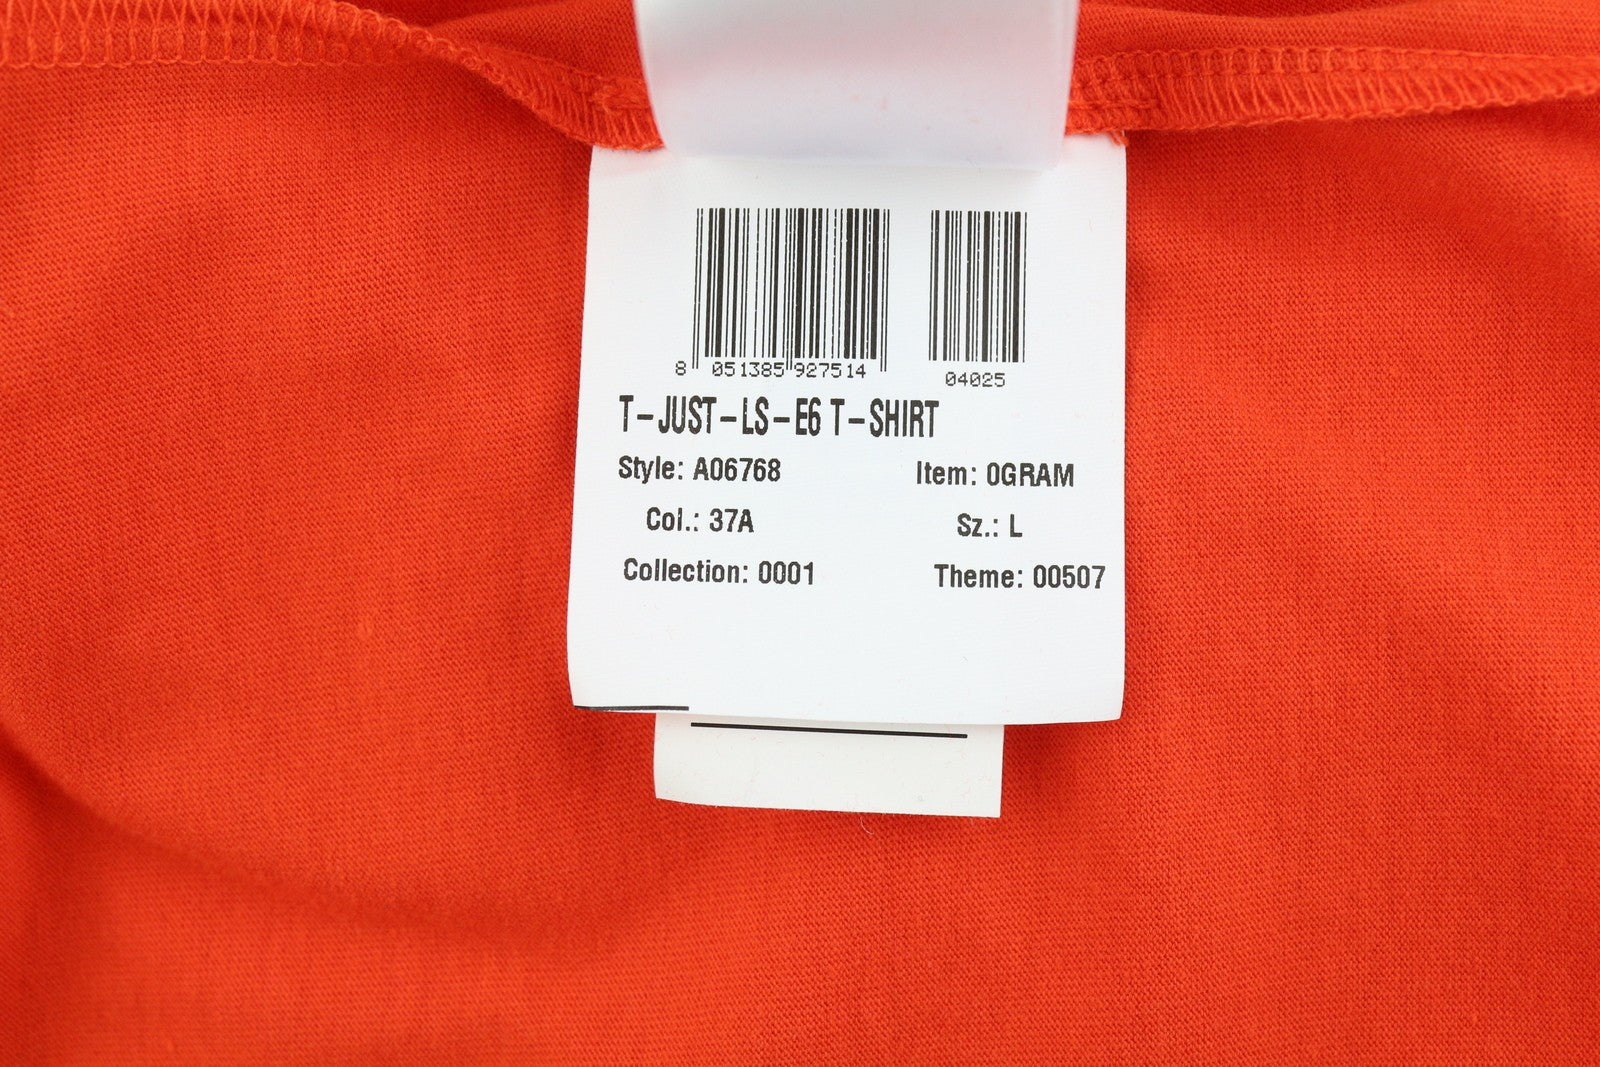 8 051385 927514 04025
T-JUST-LS-E6 T-SHIRT
Style: A06768 Item: 0GRAM
Col.: 37A Sz.: L
Collection: 0001 Theme: 00507